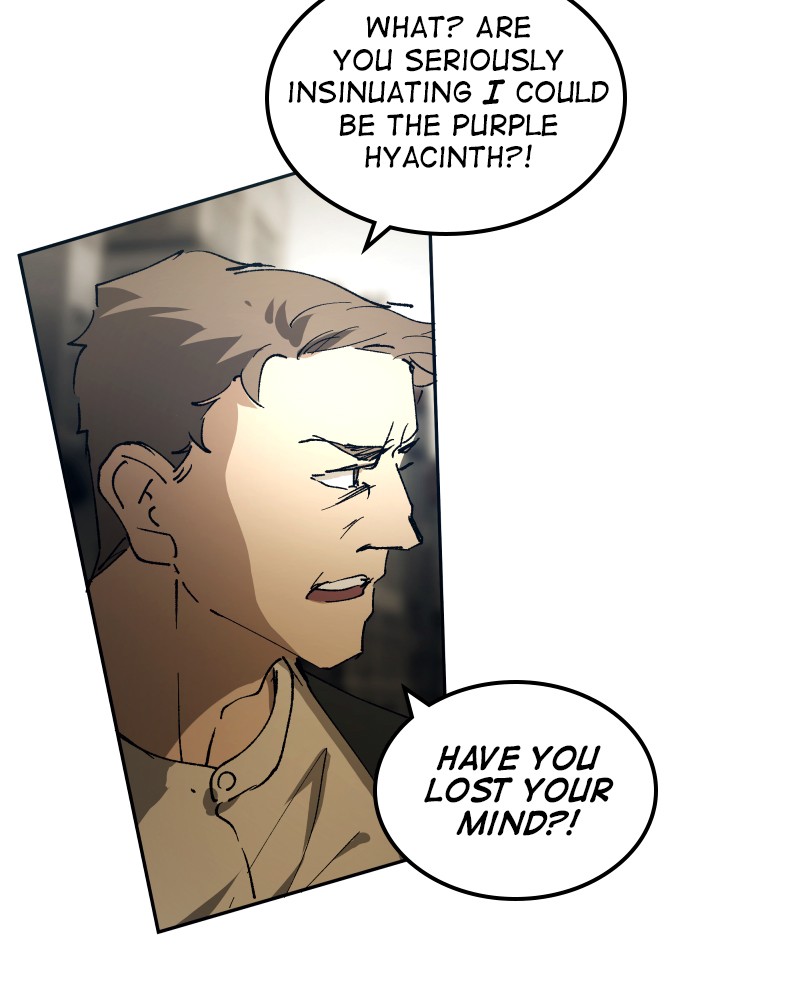 WHAT? ARE
YOU SERIOUSLY
INSINUATING I COULD
BE THE PURPLE
HYACINTH?!
HAVE YOU
LOST YOUR
MIND?!